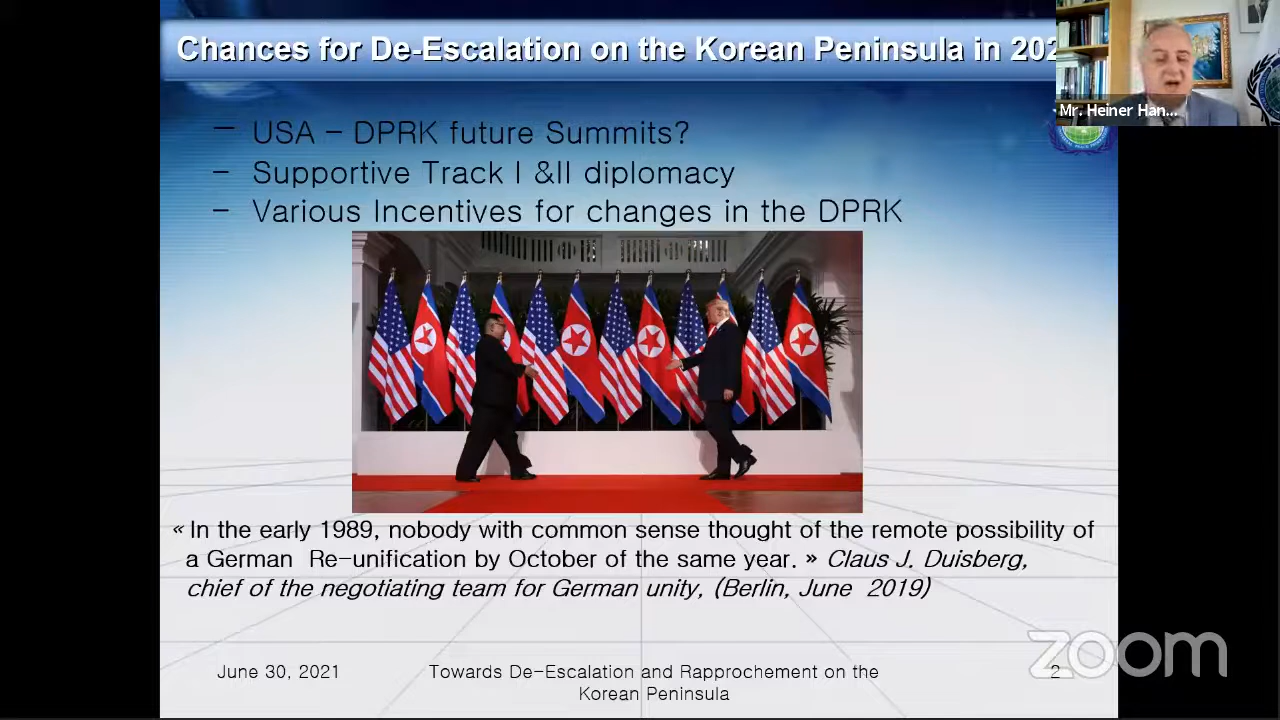 Chances for De-Escalation on the Korean Peninsula in 202
Mr. Heiner Han...
– USA – DPRK future Summits?
– Supportive Track I &II diplomacy
– Various Incentives for changes in the DPRK
« In the early 1989, nobody with common sense thought of the remote possibility of
a German Re-unification by October of the same year. » Claus J. Duisberg,
chief of the negotiating team for German unity, (Berlin, June 2019)
zoom
June 30, 2021
Towards De-Escalation and Rapprochement on the
Korean Peninsula
2